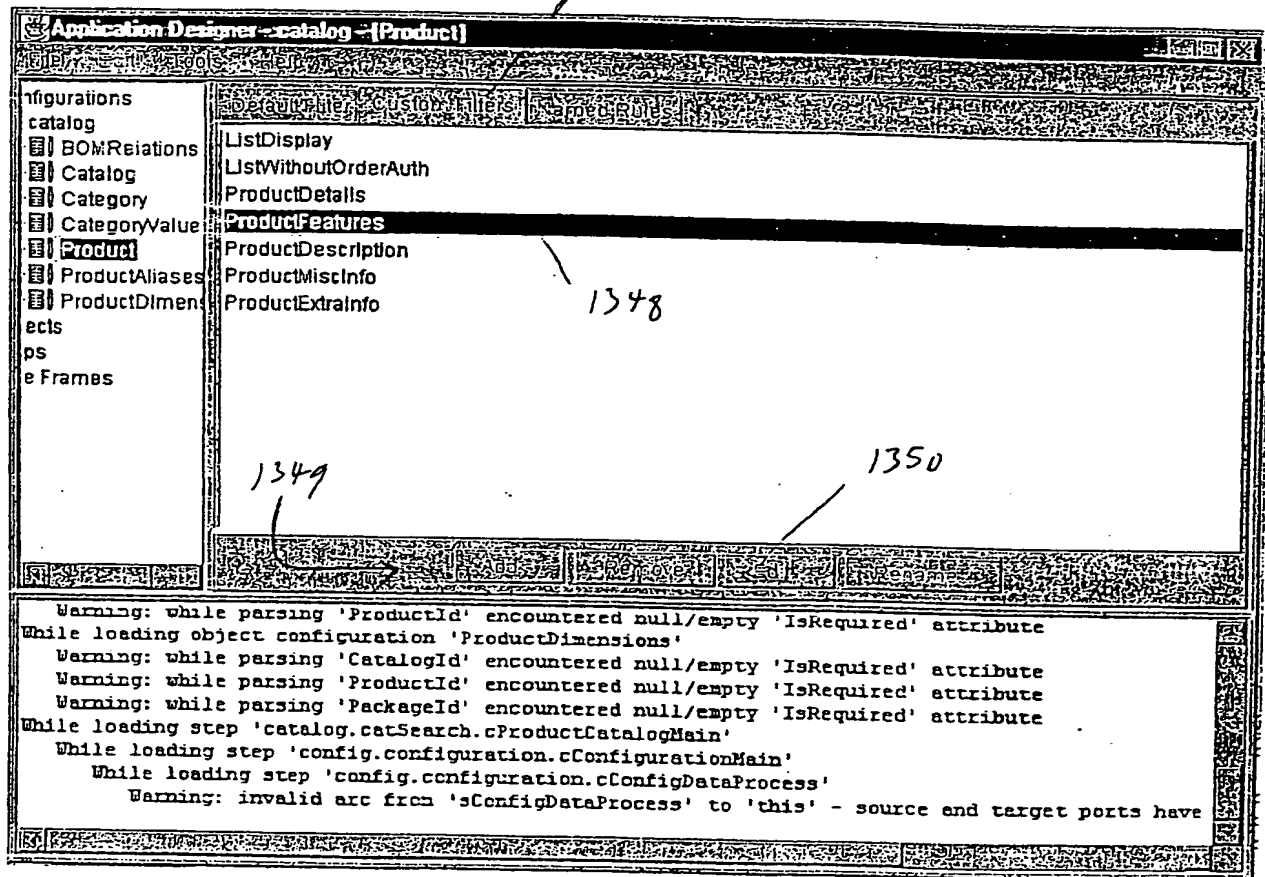 Application Designer - catalog - [Product]
Tools
nfigurations
catalog
BOMRelations
Catalog
Category
CategoryValue
Product
ProductAliases
ProductDimens
ects
ps
e Frames
Default Filter Custom Filters Named Rules
ListDisplay
ListWithoutOrderAuth
ProductDetails
ProductFeatures
ProductDescription
ProductMiscInfo
ProductExtraInfo
1348
1349
1350
Add Remove Edit Rename
Warning: while parsing 'ProductId' encountered null/empty 'IsRequired' attribute
While loading object configuration 'ProductDimensions'
Warning: while parsing 'CatalogId' encountered null/empty 'IsRequired' attribute
Warning: while parsing 'ProductId' encountered null/empty 'IsRequired' attribute
Warning: while parsing 'PackageId' encountered null/empty 'IsRequired' attribute
While loading step 'catalog.catSearch.cProductCatalogMain'
While loading step 'config.configuration.cConfigurationMain'
While loading step 'config.configuration.cConfigDataProcess'
Warning: invalid arc from 'sConfigDataProcess' to 'this' - source and target ports have